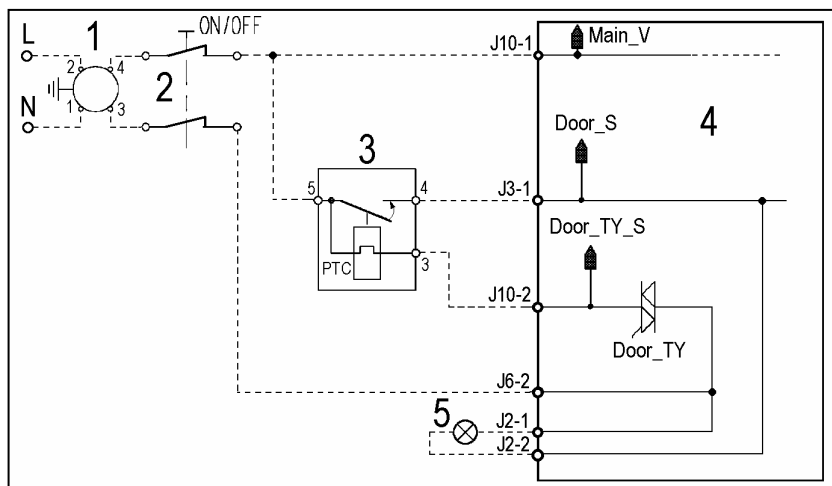 ON/OFF
L
1
J10-1
Main_V
2 4
2
N
1 3
Door_S
4
3
5
4
J3-1
Door_TY_S
PTC
3
J10-2
Door_TY
J6-2
5
J2-1
J2-2